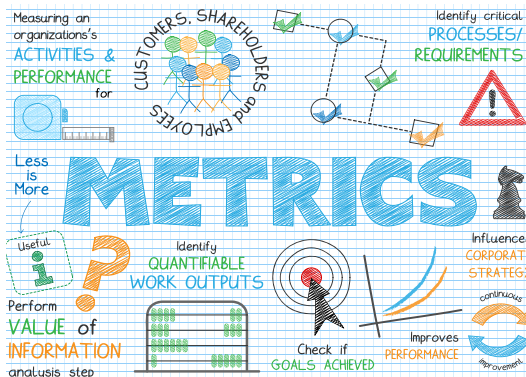 Measuring an
organizations's
ACTIVITIES &
PERFORMANCE
for
CUSTOMERS, SHAREHOLDERS
and EMPLOYEES
Identify critical
PROCESSES/
REQUIREMENTS
!
Less
is
More
METRICS
Useful
i
?
Perform
VALUE of
INFORMATION
analysis step
Identify
QUANTIFIABLE
WORK OUTPUTS
Check if
GOALS ACHIEVED
Influence
CORPORAT
STRATEG
Improves
PERFORMANCE
continuous
improvement